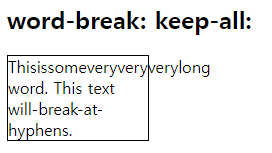 word-break: keep-all:
Thisissomeveryveryverylong
word. This text
will-break-at-
hyphens.